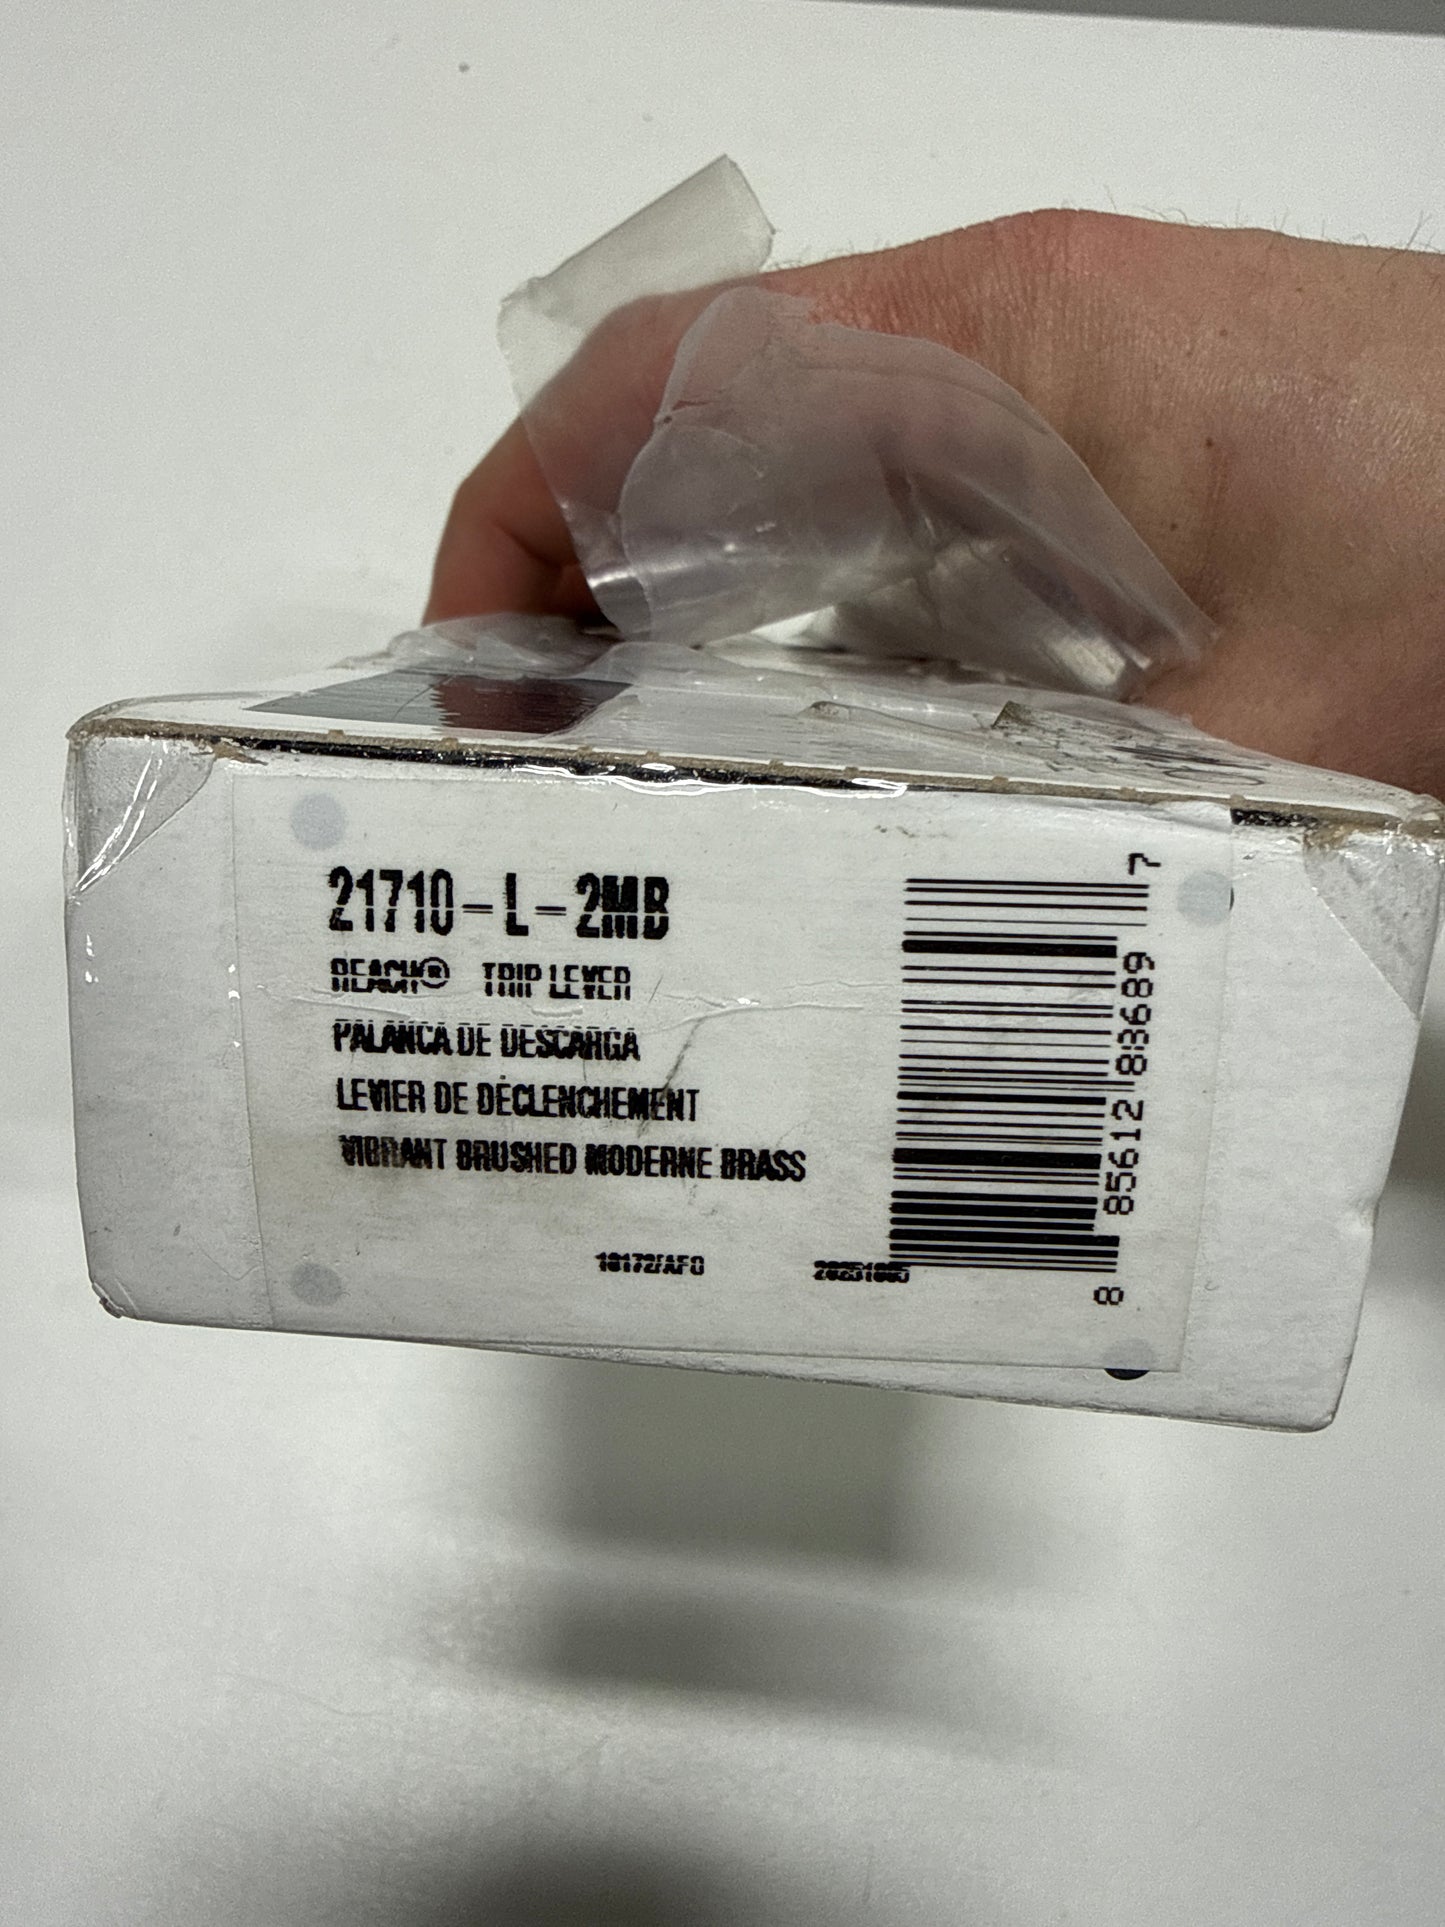 21710-L-2MB
REACH® TRIP LEVER
PALANCA DE DESCARGA
LEVIER DE DÉCLENCHEMENT
VIBRANT BRUSHED MODERNE BRASS
20251005
8 85612 83689 7